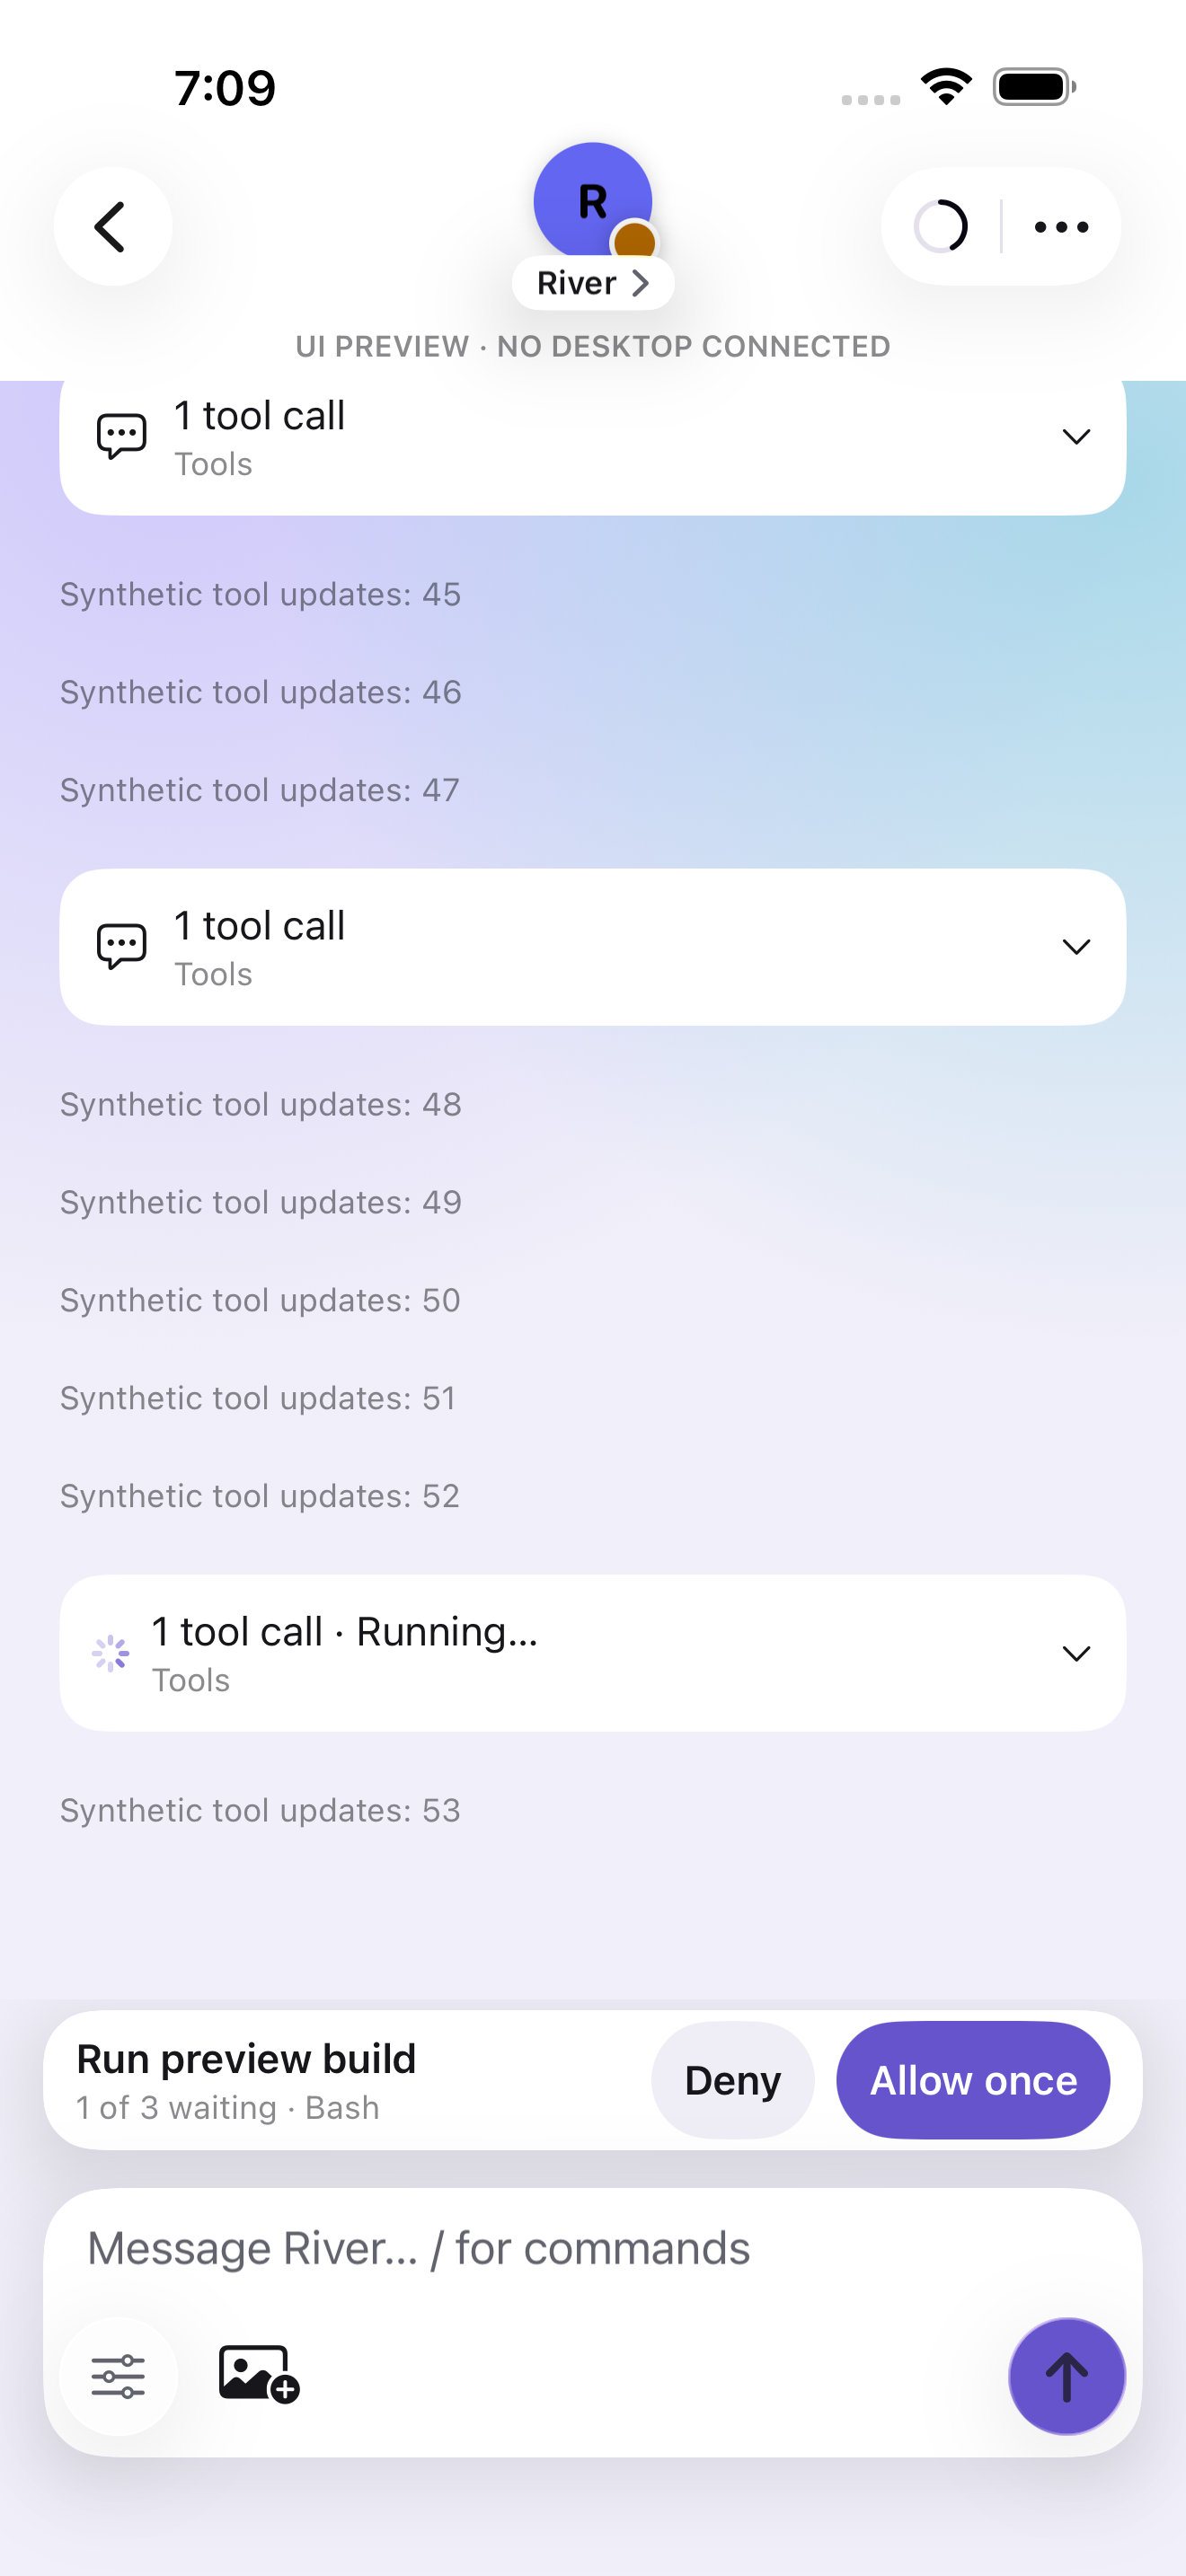 7:09
R
River
UI PREVIEW · NO DESKTOP CONNECTED
1 tool call
Tools
Synthetic tool updates: 45
Synthetic tool updates: 46
Synthetic tool updates: 47
1 tool call
Tools
Synthetic tool updates: 48
Synthetic tool updates: 49
Synthetic tool updates: 50
Synthetic tool updates: 51
Synthetic tool updates: 52
1 tool call · Running...
Tools
Synthetic tool updates: 53
Run preview build
1 of 3 waiting · Bash
Deny
Allow once
Message River... / for commands